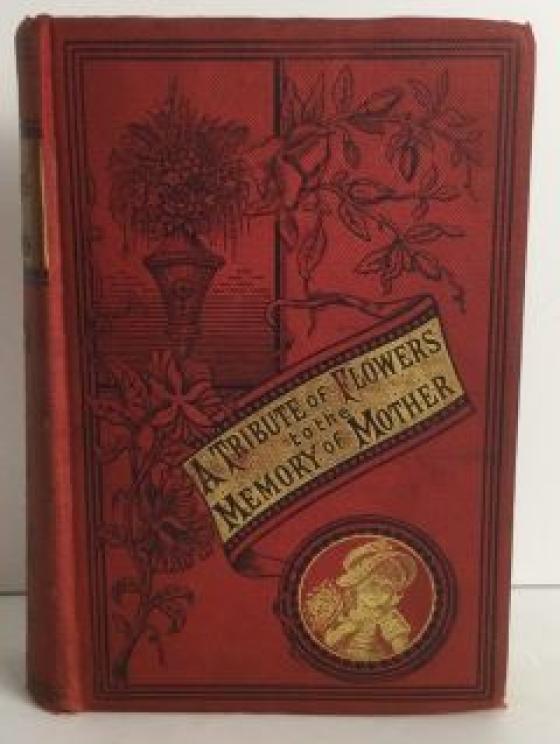 A TRIBUTE OF FLOWERS
to the
MEMORY OF MOTHER